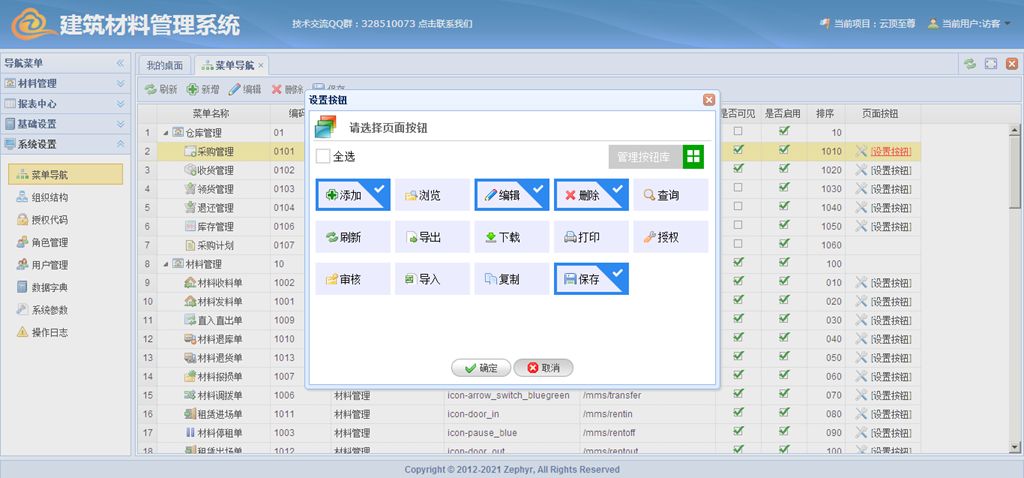 建筑材料管理系统 技术交流QQ群：328510073 点击联系我们 当前项目：云顶至尊 当前用户:访客
导航菜单
材料管理
报表中心
基础设置
系统设置
菜单导航
组织结构
授权代码
角色管理
用户管理
数据字典
系统参数
操作日志
我的桌面 菜单导航
刷新 新增 编辑 删除
菜单名称 编码 是否可见 是否启用 排序 页面按钮
1 仓库管理 01 10
2 采购管理 0101 1010 [设置按钮]
3 收货管理 0102 1020 [设置按钮]
4 领货管理 0103 1030 [设置按钮]
5 退还管理 0104 1040 [设置按钮]
6 库存管理 0106 1050 [设置按钮]
7 采购计划 0107 1060
8 材料管理 10 100
9 材料收料单 1002 010 [设置按钮]
10 材料发料单 1001 020 [设置按钮]
11 直入直出单 1009 030 [设置按钮]
12 材料退库单 1010 040 [设置按钮]
13 材料退货单 1013 050 [设置按钮]
14 材料报损单 1007 060 [设置按钮]
15 材料调拨单 1006 材料管理 icon-arrow_switch_bluegreen /mms/transfer 070 [设置按钮]
16 租赁进场单 1011 材料管理 icon-door_in /mms/rentin 080 [设置按钮]
17 材料停租单 1003 材料管理 icon-pause_blue /mms/rentoff 090 [设置按钮]
18 租赁出场单 1012 材料管理 icon-door_out /mms/rentout 100 [设置按钮]
设置按钮
请选择页面按钮
全选 管理按钮库
添加 浏览 编辑 删除 查询
刷新 导出 下载 打印 授权
审核 导入 复制 保存
确定 取消
Copyright © 2012-2021 Zephyr, All Rights Reserved